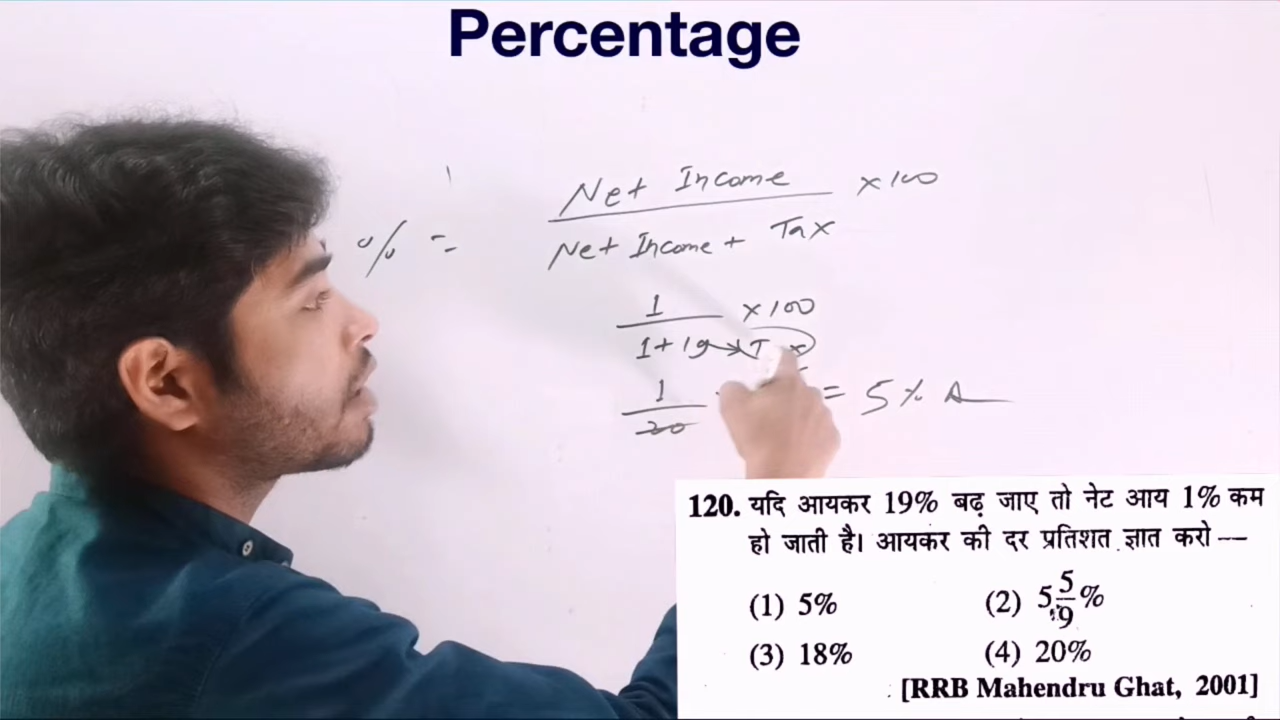 Percentage
% = Net Income × 100
Net Income + Tax
1 × 100
1 + 19 → Tax
1
20
= 5%
120. यदि आयकर 19% बढ़ जाए तो नेट आय 1% कम
हो जाती है। आयकर की दर प्रतिशत ज्ञात करो —
(1) 5% (2) 5 5/9 %
(3) 18% (4) 20%
[RRB Mahendru Ghat, 2001]